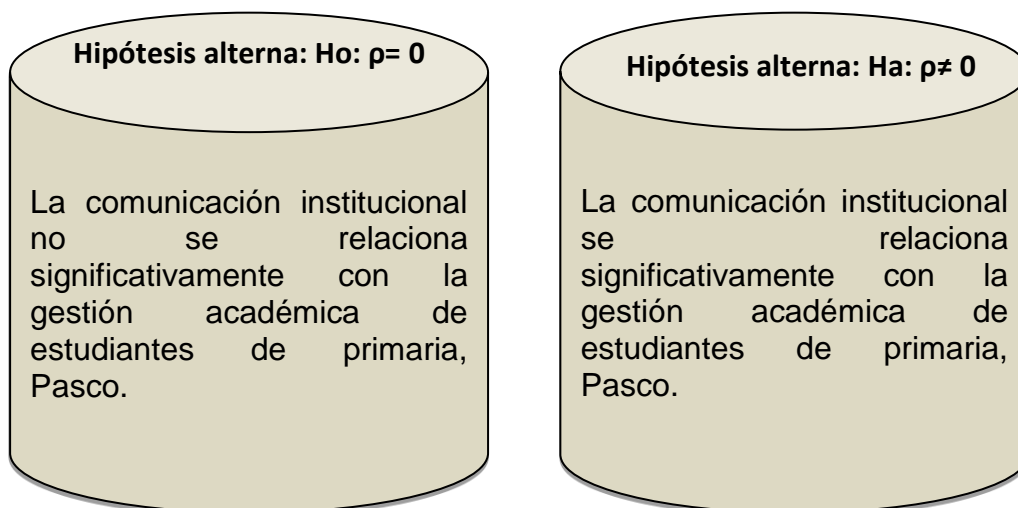 Hipótesis alterna: Ho: ρ= 0
La comunicación institucional
no se relaciona
significativamente con la
gestión académica de
estudiantes de primaria,
Pasco.
Hipótesis alterna: Ha: ρ≠ 0
La comunicación institucional
se relaciona
significativamente con la
gestión académica de
estudiantes de primaria,
Pasco.